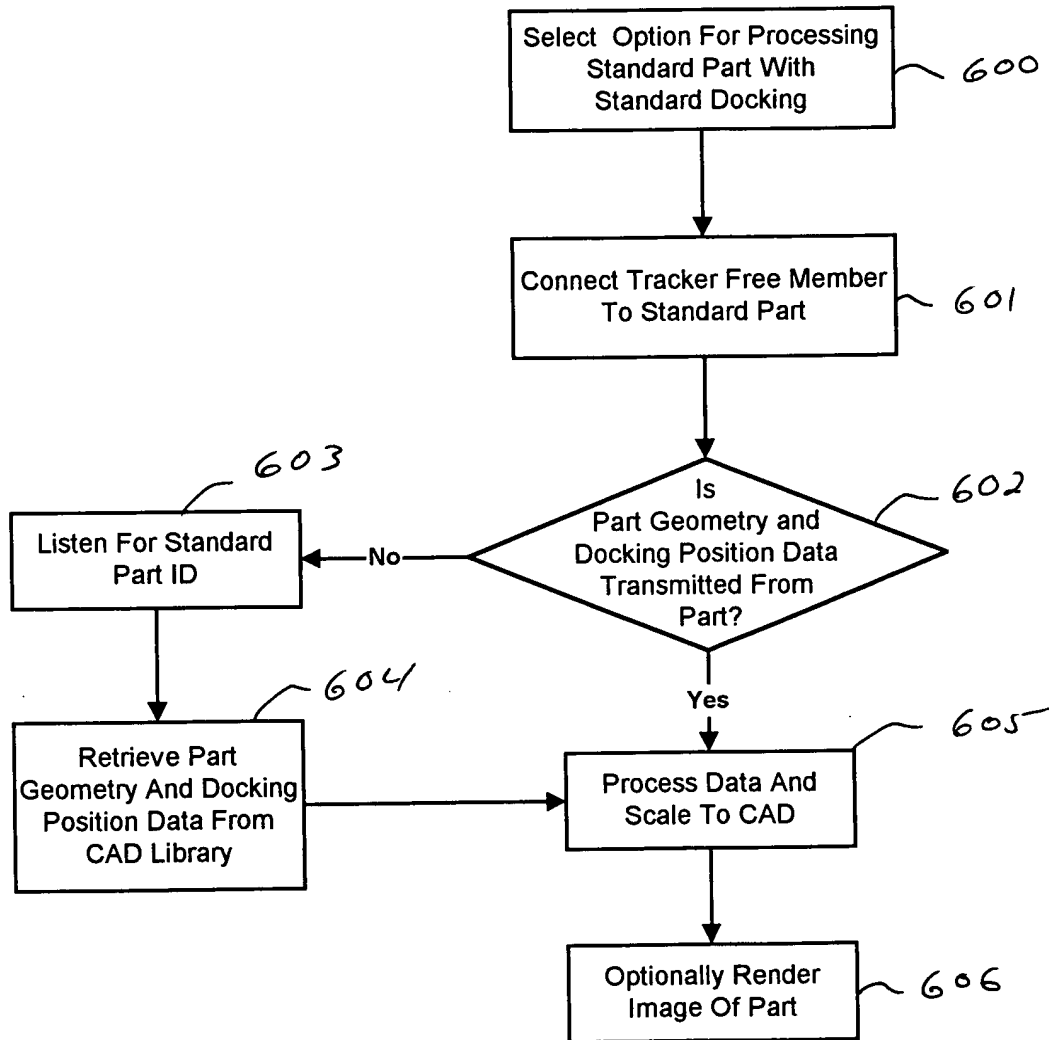 Select Option For Processing
Standard Part With
Standard Docking
600
Connect Tracker Free Member
To Standard Part
601
Is
Part Geometry and
Docking Position Data
Transmitted From
Part?
602
No
603
Listen For Standard
Part ID
604
Retrieve Part
Geometry And Docking
Position Data From
CAD Library
Yes
605
Process Data And
Scale To CAD
Optionally Render
Image Of Part
606